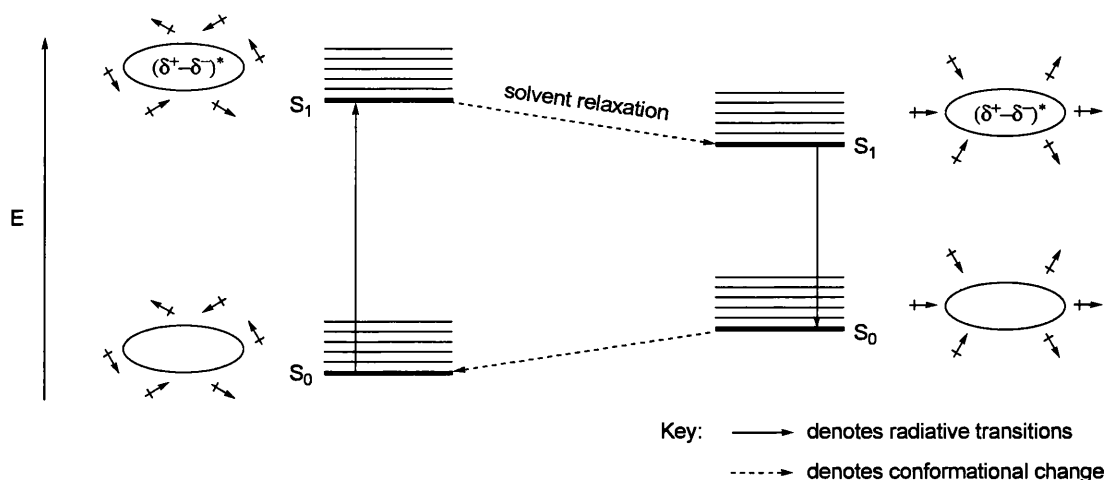 (δ⁺–δ⁻)*
S₁
solvent relaxation
S₁
(δ⁺–δ⁻)*
E
S₀
S₀
Key: denotes radiative transitions
denotes conformational change